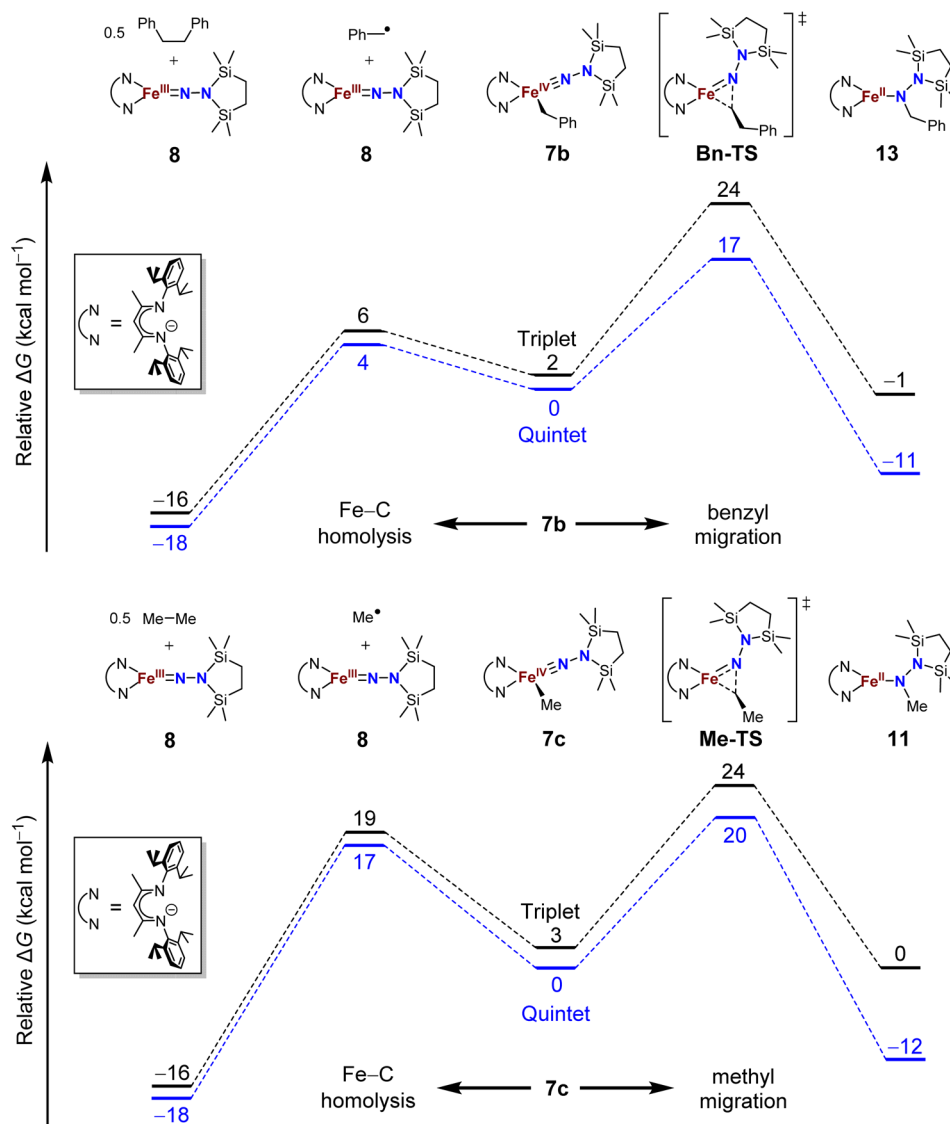 Ph Ph
0.5
+
N N Fe^III=N–N Si Si
8
Ph •
+
N N Fe^III=N–N Si Si
8
N N Fe^IV≡N–N Si Si
Ph
7b
‡
N N Fe N N Si Si
Ph
Bn-TS
N N Fe^II–N N Si Si
Ph
13
Relative ΔG (kcal mol⁻¹)
N N = N N ⊖
24
17
6
4
Triplet
2
0
Quintet
−1
−11
−16
−18
Fe–C
homolysis
7b
benzyl
migration
0.5 Me–Me
+
N N Fe^III=N–N Si Si
8
Me•
+
N N Fe^III=N–N Si Si
8
N N Fe^IV≡N–N Si Si
Me
7c
‡
N N Fe N N Si Si
Me
Me-TS
N N Fe^II–N N Si Si
Me
11
Relative ΔG (kcal mol⁻¹)
N N = N N ⊖
24
20
19
17
Triplet
3
0
Quintet
0
−12
−16
−18
Fe–C
homolysis
7c
methyl
migration